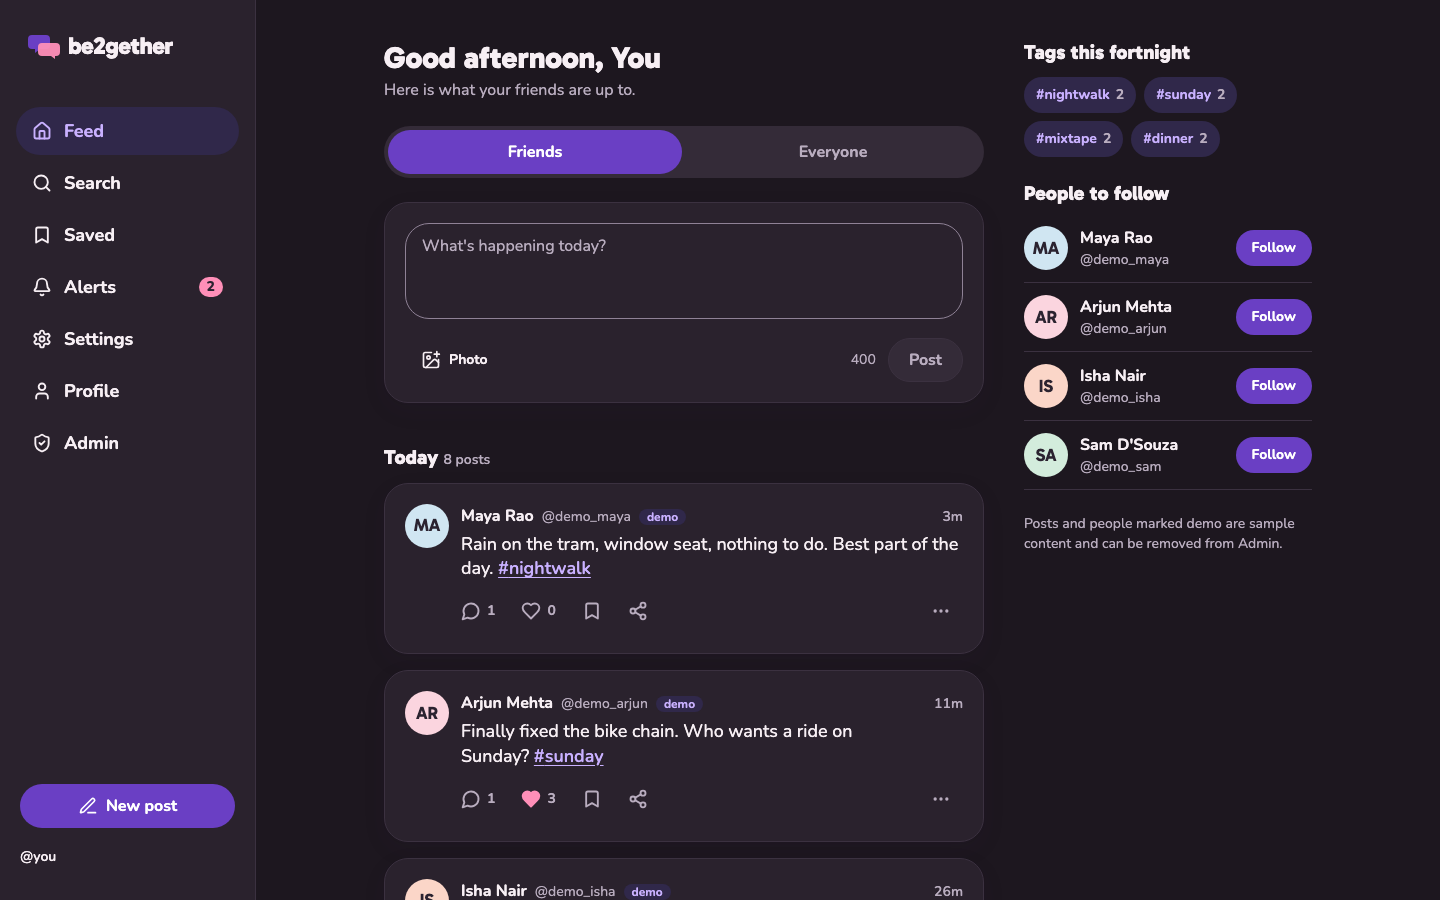 be2gether
Feed
Search
Saved
Alerts 2
Settings
Profile
Admin
New post
@you
Good afternoon, You
Here is what your friends are up to.
Friends Everyone
What's happening today?
Photo 400 Post
Today 8 posts
MA Maya Rao @demo_maya demo 3m
Rain on the tram, window seat, nothing to do. Best part of the
day. #nightwalk
1 0
AR Arjun Mehta @demo_arjun demo 11m
Finally fixed the bike chain. Who wants a ride on
Sunday? #sunday
1 3
IS Isha Nair @demo_isha demo 26m
Tags this fortnight
#nightwalk 2 #sunday 2
#mixtape 2 #dinner 2
People to follow
MA Maya Rao Follow
@demo_maya
AR Arjun Mehta Follow
@demo_arjun
IS Isha Nair Follow
@demo_isha
SA Sam D'Souza Follow
@demo_sam
Posts and people marked demo are sample
content and can be removed from Admin.